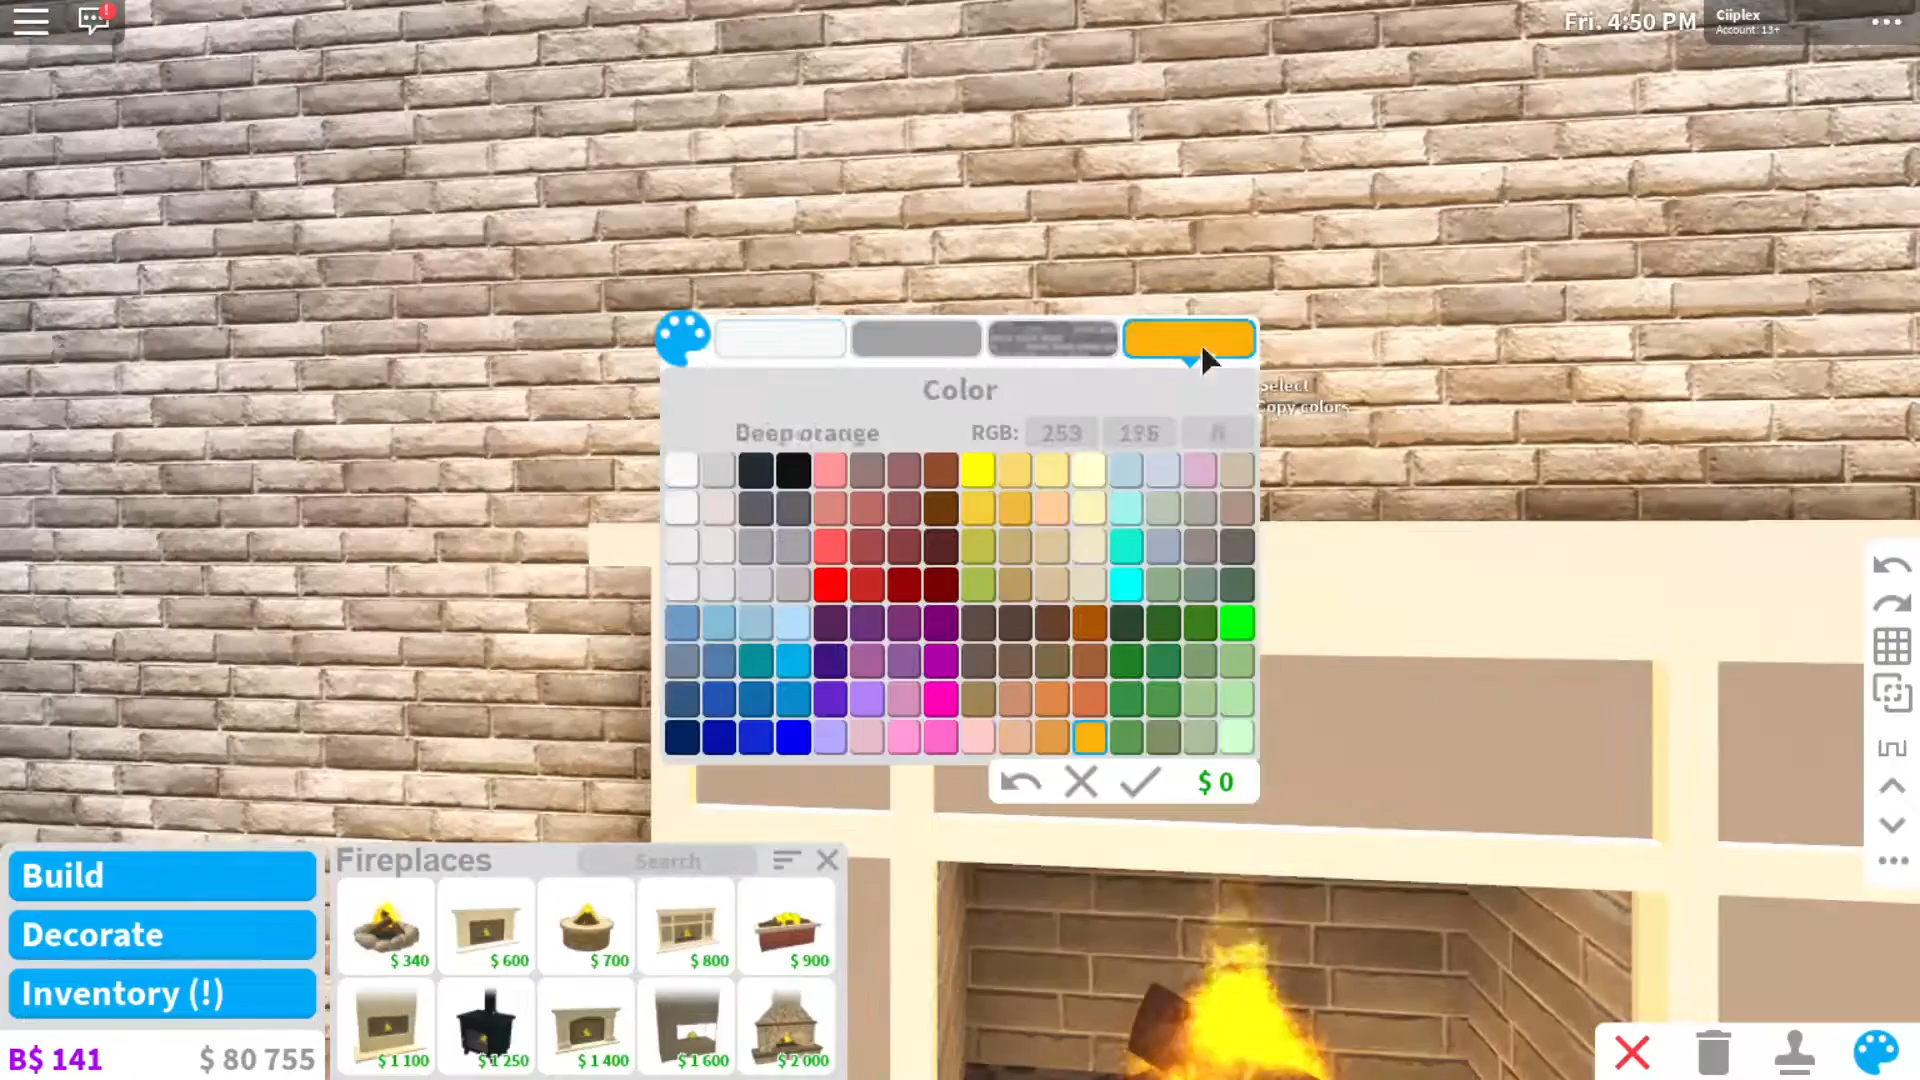 Fri. 4:50 PM
Ciiplex
Account: 13+
Color
Select
Copy colors
Deep orange
RGB:
$ 0
Build
Decorate
Inventory (!)
B$ 141
$ 80 755
Fireplaces
Search
$ 340
$ 600
$ 700
$ 800
$ 900
$ 1 100
$ 1 250
$ 1 400
$ 1 600
$ 2 000